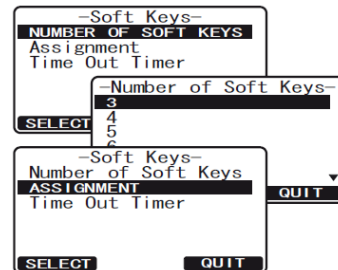 -Soft Keys-
NUMBER OF SOFT KEYS
Assignment
Time Out Timer
SELECT
-Number of Soft Keys-
3
4
5
6
QUIT
-Soft Keys-
Number of Soft Keys
ASSIGNMENT
Time Out Timer
SELECT
QUIT